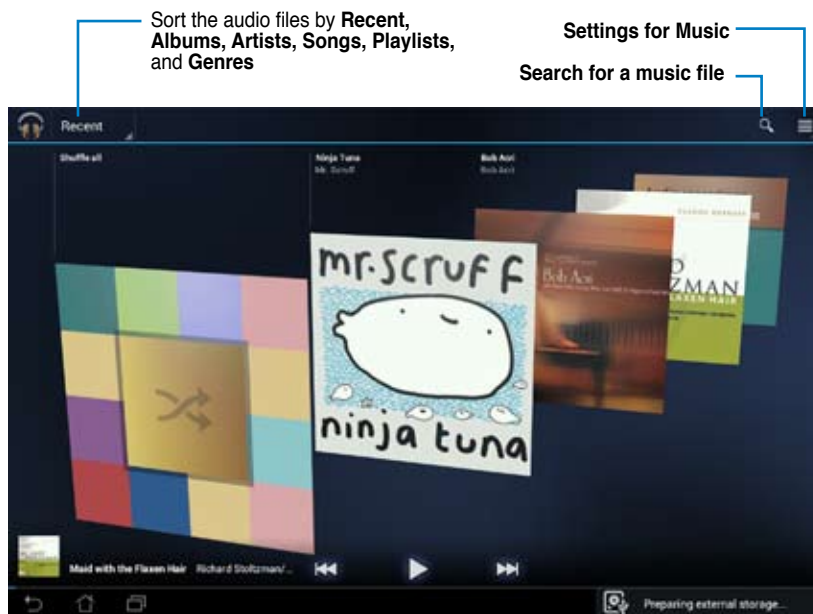 Sort the audio files by Recent,
Albums, Artists, Songs, Playlists,
and Genres
Settings for Music
Search for a music file
Recent
Shuffle all
Ninja Tuna
Mr. Scruff
Bob Acri
Bob Acri
mr.scruff
ninja tuna
Bob Acri
ZMAN
FLAXEN HAIR
Maid with the Flaxen Hair Richard Stoltzman/...
Preparing external storage...